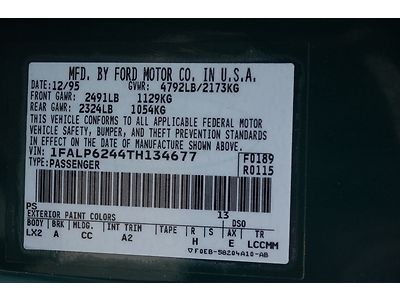 MFD. BY FORD MOTOR CO. IN U.S.A.
DATE: 12/95 GVWR: 4792LB/2173KG
FRONT GAWR: 2491LB 1129KG
REAR GAWR: 2324LB 1054KG
THIS VEHICLE CONFORMS TO ALL APPLICABLE FEDERAL MOTOR
VEHICLE SAFETY, BUMPER, AND THEFT PREVENTION STANDARDS
IN EFFECT ON THE DATE OF MANUFACTURE SHOWN ABOVE.
VIN: 1FALP6244TH134677 F0189
TYPE: PASSENGER R0115
PS 13
EXTERIOR PAINT COLORS DSO
BODY BRK MLDG. INT TRIM TAPE R S AX TR
LX2 A CC A2 H E LCCMM
F0EB-58204A10-AB